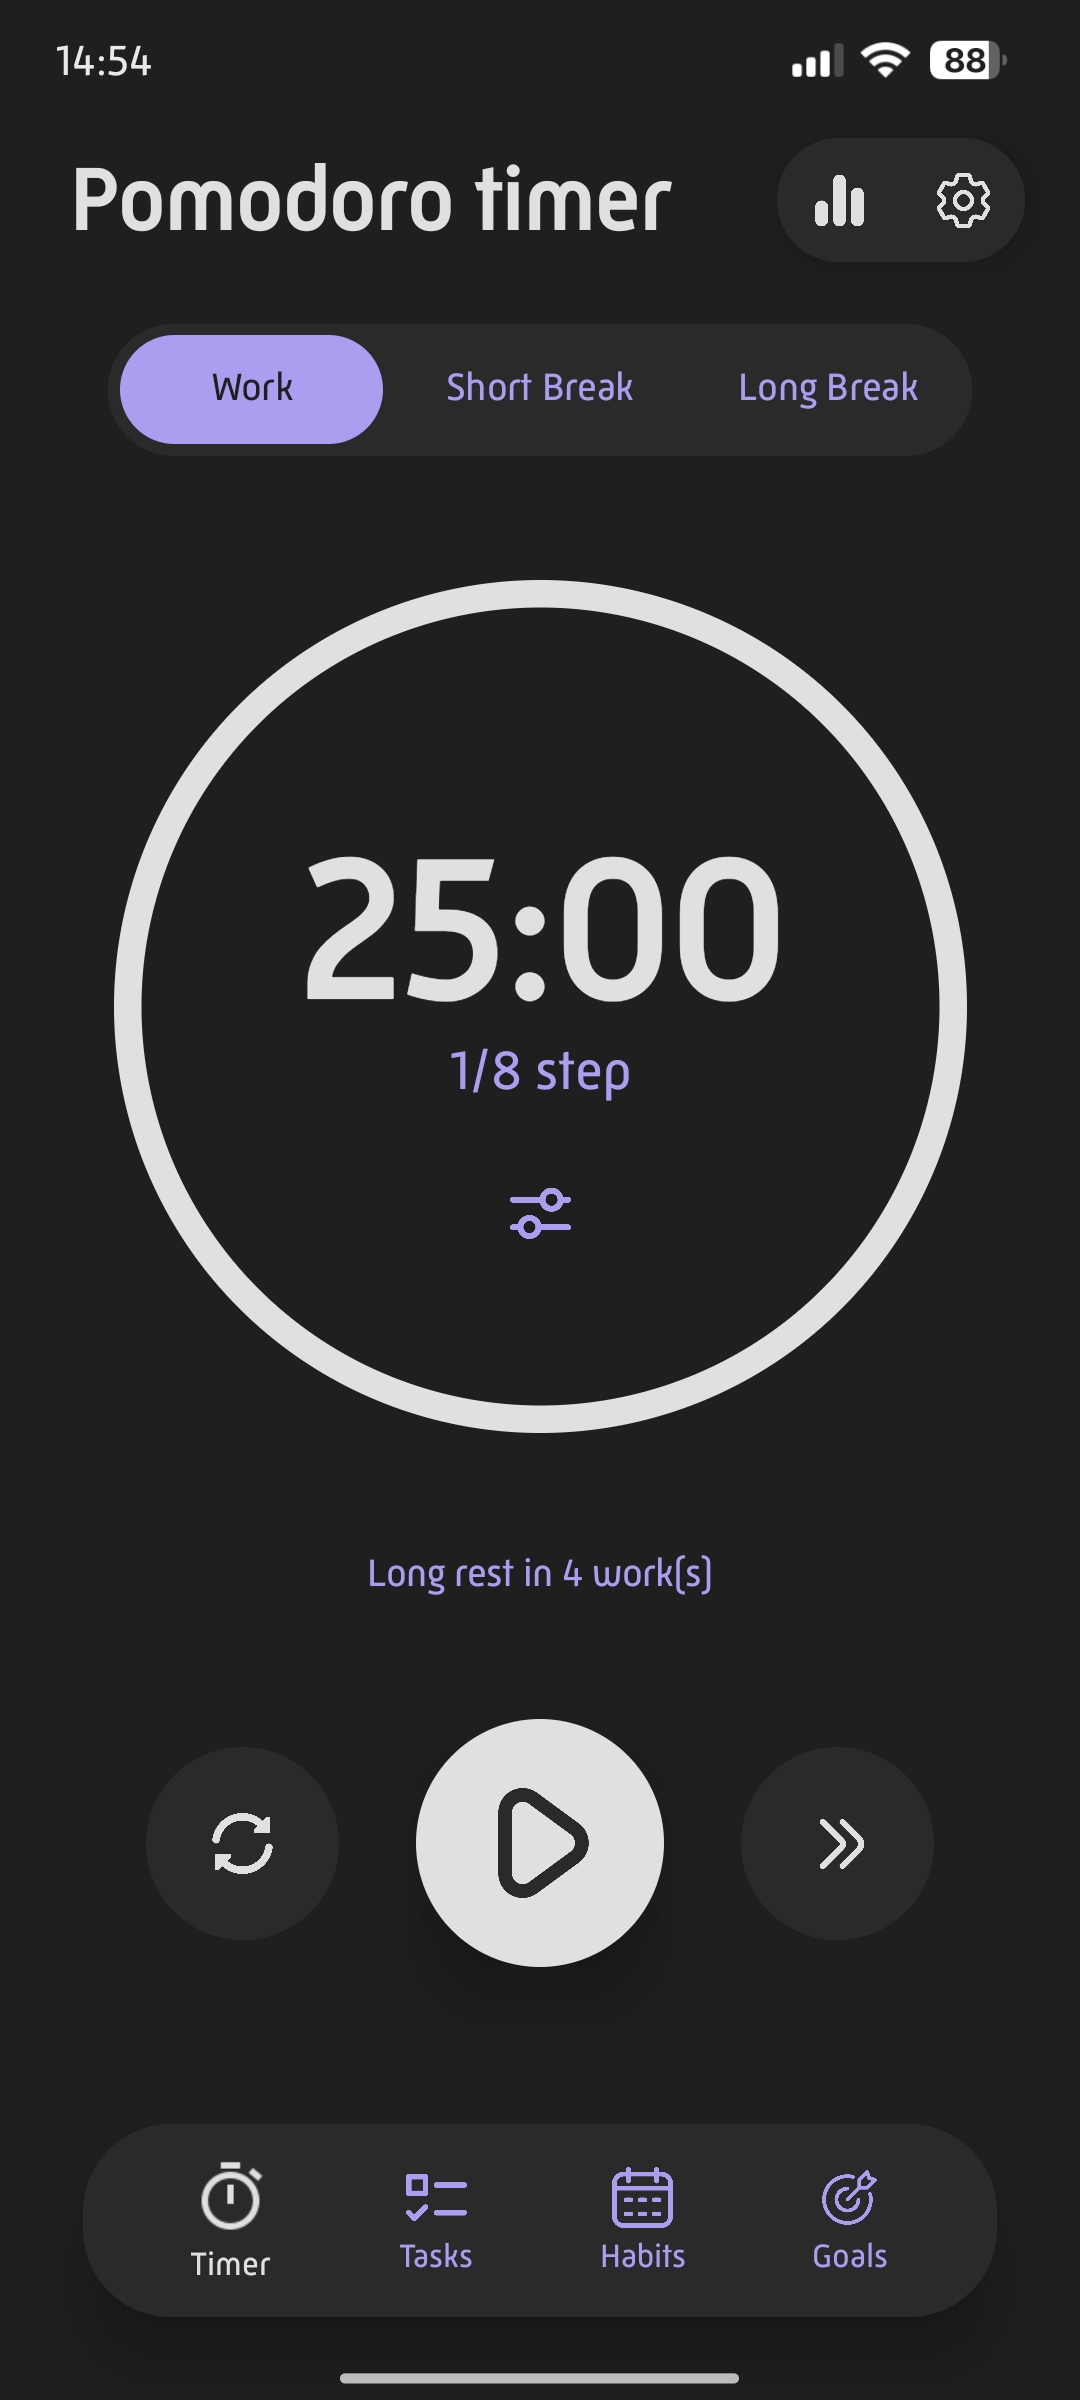 14:54
88
Pomodoro timer
Work
Short Break
Long Break
25:00
1/8 step
Long rest in 4 work(s)
Timer
Tasks
Habits
Goals